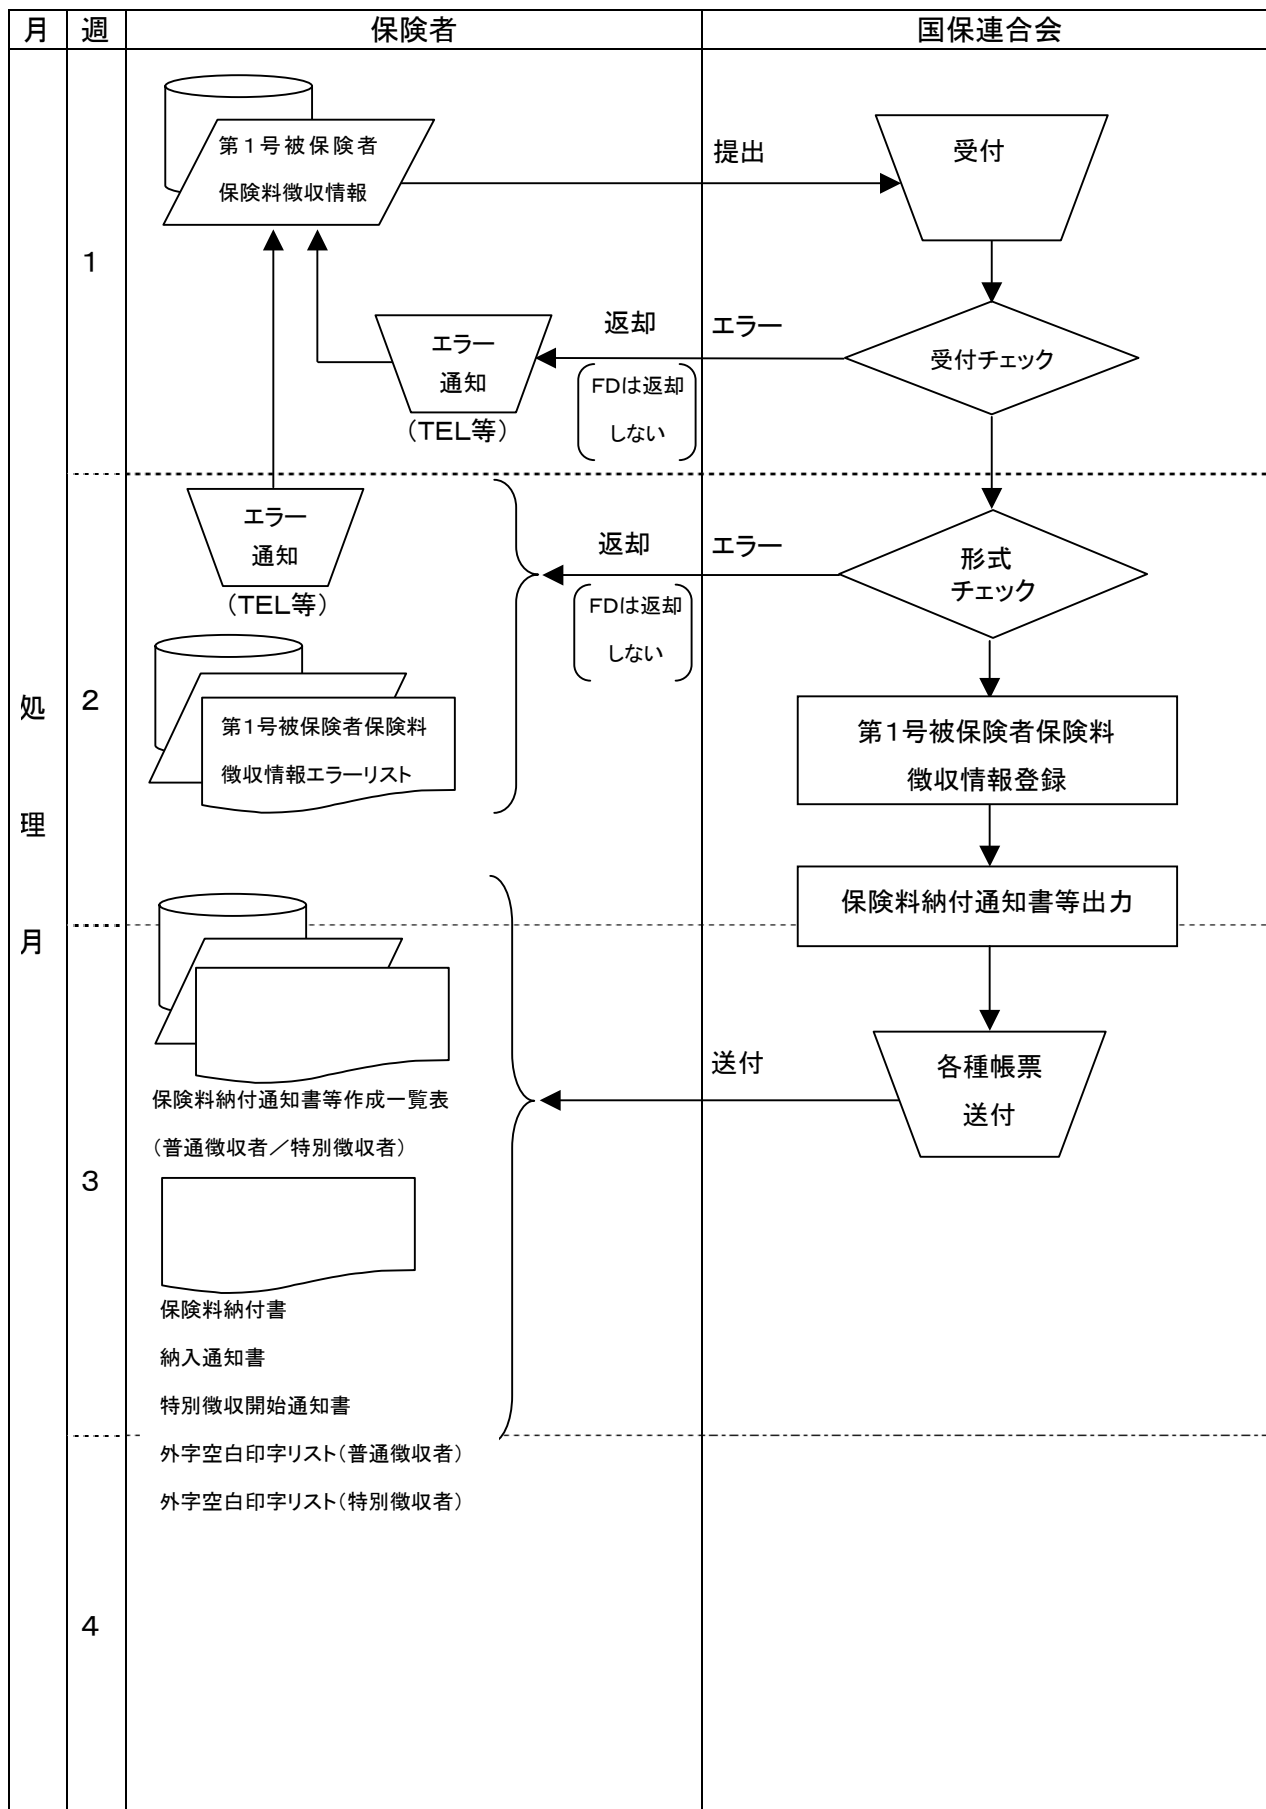 月 週 保険者 国保連合会
第１号被保険者
保険料徴収情報
提出
受付
1
エラー
通知
(TEL等)
返却
エラー
FDは返却
しない
受付チェック
エラー
通知
(TEL等)
返却
エラー
FDは返却
しない
形式
チェック
処
理
月
2
第１号被保険者保険料
徴収情報エラーリスト
第１号被保険者保険料
徴収情報登録
保険料納付通知書等出力
3
送付
各種帳票
送付
保険料納付通知書等作成一覧表
（普通徴収者／特別徴収者）
保険料納付書
納入通知書
特別徴収開始通知書
外字空白印字リスト（普通徴収者）
外字空白印字リスト（特別徴収者）
4